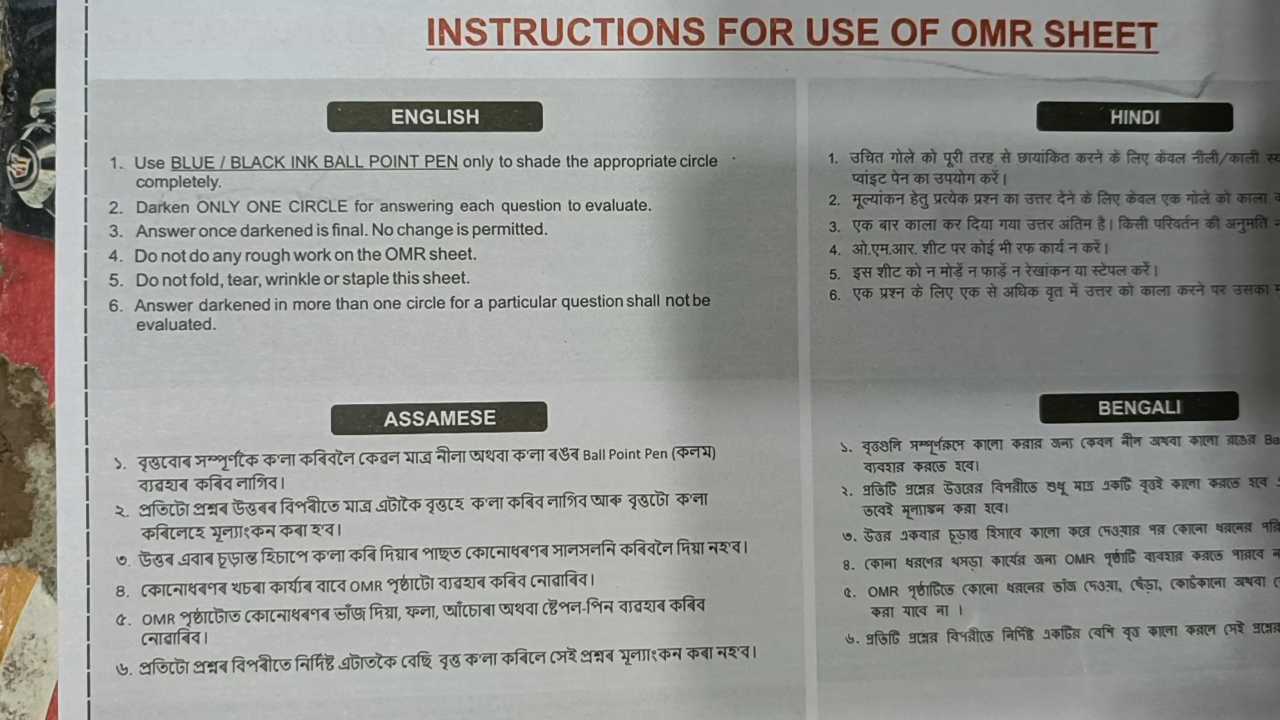 INSTRUCTIONS FOR USE OF OMR SHEET
ENGLISH
1. Use BLUE / BLACK INK BALL POINT PEN only to shade the appropriate circle
completely.
2. Darken ONLY ONE CIRCLE for answering each question to evaluate.
3. Answer once darkened is final. No change is permitted.
4. Do not do any rough work on the OMR sheet.
5. Do not fold, tear, wrinkle or staple this sheet.
6. Answer darkened in more than one circle for a particular question shall not be
evaluated.
HINDI
1. उचित गोले को पूरी तरह से छायांकित करने के लिए केवल नीली/काली
प्वांइट पेन का उपयोग करें।
2. मूल्यांकन हेतु प्रत्येक प्रश्न का उत्तर देने के लिए केवल एक गोले को काला
3. एक बार काला कर दिया गया उत्तर अंतिम है। किसी परिवर्तन की अनुमति
4. ओ.एम.आर. शीट पर कोई भी रफ कार्य न करें।
5. इस शीट को न मोड़ें न फाड़ें न रेखांकन या स्टेपल करें।
6. एक प्रश्न के लिए एक से अधिक वृत में उत्तर को काला करने पर उसका
ASSAMESE
১. বৃত্তবোৰ সম্পূৰ্ণকৈ ক'লা কৰিবলৈ কেৱল মাত্ৰ নীলা অথবা ক'লা ৰঙৰ Ball Point Pen (কলম)
ব্যৱহাৰ কৰিব লাগিব।
২. প্ৰতিটো প্ৰশ্নৰ উত্তৰৰ বিপৰীতে মাত্ৰ এটাকৈ বৃত্তহে ক'লা কৰিব লাগিব আৰু বৃত্তটো ক'লা
কৰিলেহে মূল্যাংকন কৰা হ'ব।
৩. উত্তৰ এবাৰ চূড়ান্ত হিচাপে ক'লা কৰি দিয়াৰ পাছত কোনোধৰণৰ সালসলনি কৰিবলৈ দিয়া নহ'ব।
৪. কোনোধৰণৰ খচৰা কাৰ্য্যৰ বাবে OMR পৃষ্ঠাটো ব্যৱহাৰ কৰিব নোৱাৰিব।
৫. OMR পৃষ্ঠাটোত কোনোধৰণৰ ভাঁজ দিয়া, ফলা, আঁচোৰা অথবা ষ্টেপল-পিন ব্যৱহাৰ কৰিব
নোৱাৰিব।
৬. প্ৰতিটো প্ৰশ্নৰ বিপৰীতে নিৰ্দিষ্ট এটাতকৈ বেছি বৃত্ত ক'লা কৰিলে সেই প্ৰশ্নৰ মূল্যাংকন কৰা নহ'ব।
BENGALI
১. বৃত্তগুলি সম্পূর্ণরূপে কালো করার জন্য কেবল নীল অথবা কালো রঙের
ব্যবহার করতে হবে।
২. প্রতিটি প্রশ্নের উত্তরের বিপরীতে শুধু মাত্র একটি বৃত্তই কালো করতে হবে
তবেই মূল্যাঙ্কন করা হবে।
৩. উত্তর একবার চূড়ান্ত হিসাবে কালো করে দেওয়ার পর কোনো ধরনের
৪. কোনা ধরণের খসড়া কার্যের জন্য OMR পৃষ্ঠাটি ব্যবহার করতে পারবে
৫. OMR পৃষ্ঠাটিতে কোনো ধরনের ভাঁজ দেওয়া, ছেঁড়া, কোচঁকানো অথবা
করা যাবে না ।
৬. প্রতিটি প্রশ্নের বিপরীতে নির্দিষ্ট একটির বেশি বৃত্ত কালো করলে সেই